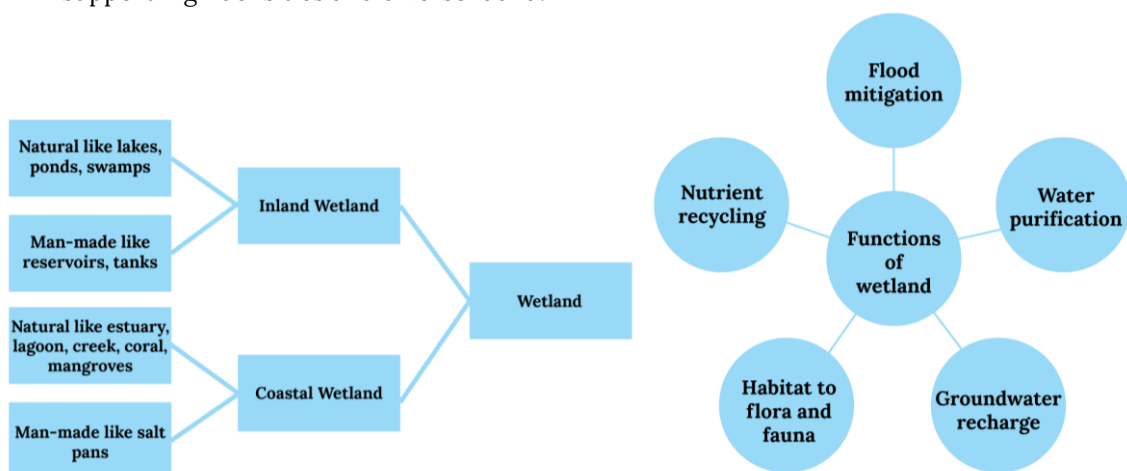 Natural like lakes,
ponds, swamps
Man-made like
reservoirs, tanks
Natural like estuary,
lagoon, creek, coral,
mangroves
Man-made like salt
pans
Inland Wetland
Coastal Wetland
Wetland
Flood
mitigation
Nutrient
recycling
Water
purification
Functions
of
wetland
Habitat to
flora and
fauna
Groundwater
recharge